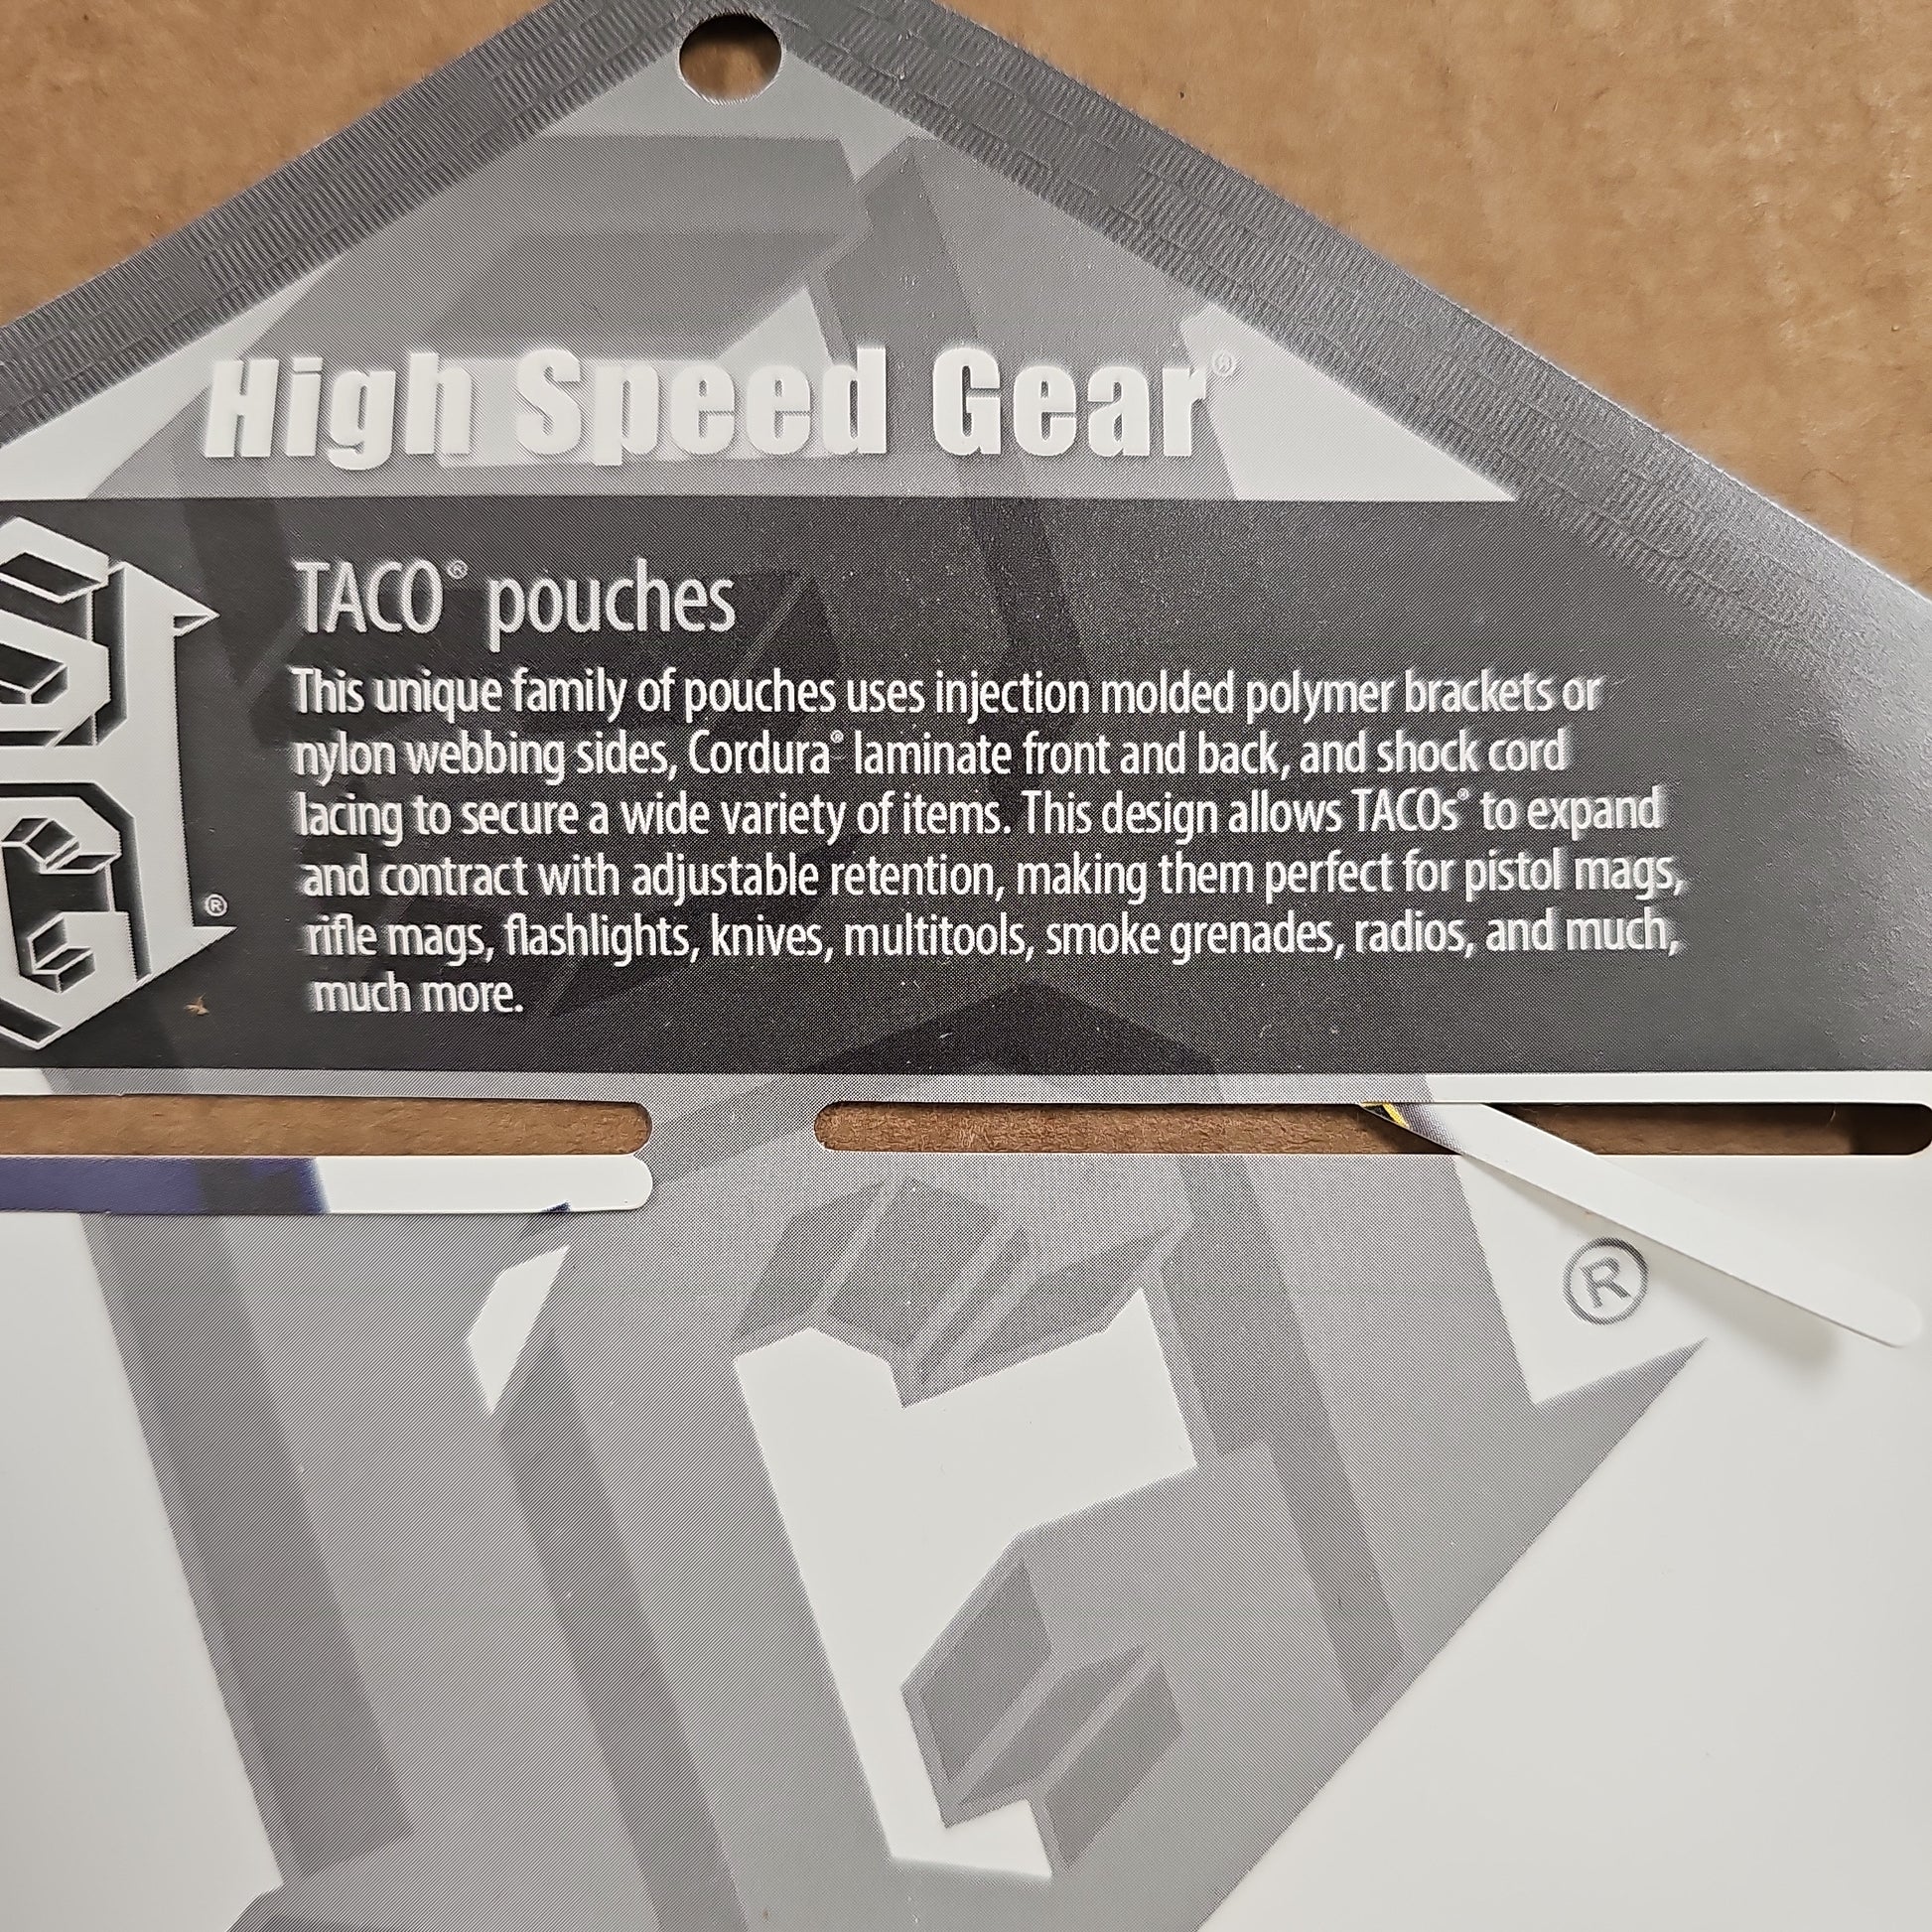 High Speed Gear®
TACO® pouches
This unique family of pouches uses injection molded polymer brackets or
nylon webbing sides, Cordura® laminate front and back, and shock cord
lacing to secure a wide variety of items. This design allows TACOs® to expand
and contract with adjustable retention, making them perfect for pistol mags,
rifle mags, flashlights, knives, multitools, smoke grenades, radios, and much,
much more.
®
®